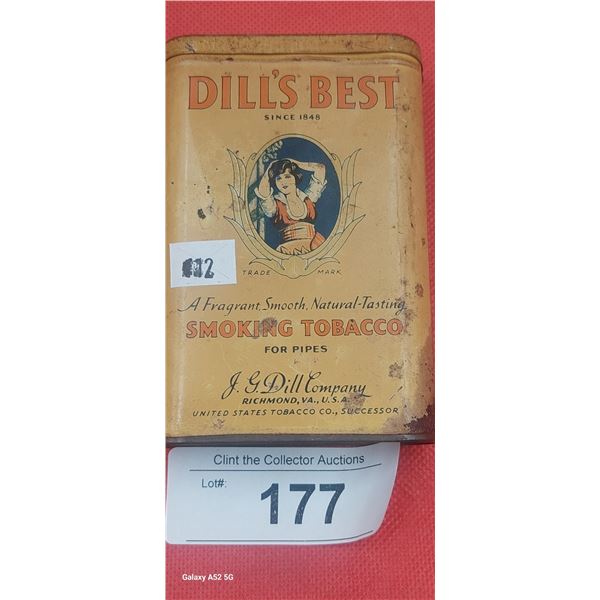 DILL'S BEST
SINCE 1848
TRADE MARK
A Fragrant, Smooth, Natural-Tasting
SMOKING TOBACCO
FOR PIPES
J. G. Dill Company
RICHMOND, VA., U.S.A.
UNITED STATES TOBACCO CO., SUCCESSOR
Clint the Collector Auctions
Lot#:
177
Galaxy A52 5G